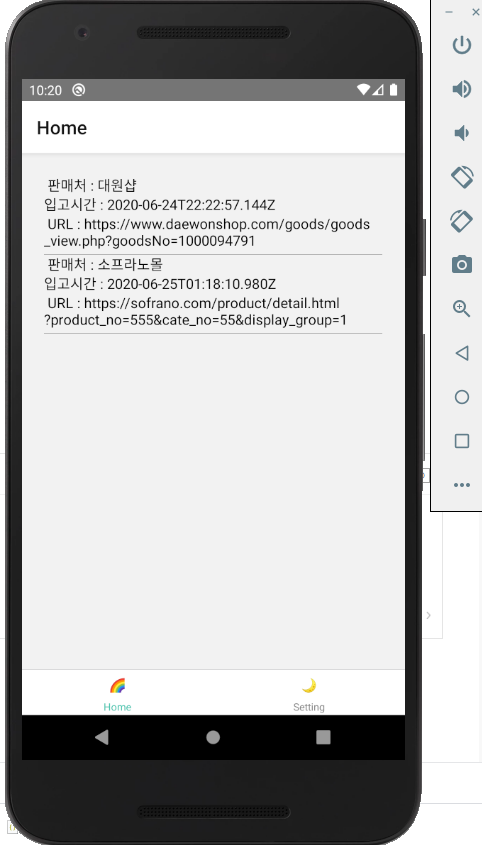 10:20
Home
판매처 : 대원샵
입고시간 : 2020-06-24T22:22:57.144Z
URL : https://www.daewonshop.com/goods/goods
_view.php?goodsNo=1000094791
판매처 : 소프라노몰
입고시간 : 2020-06-25T01:18:10.980Z
URL : https://sofrano.com/product/detail.html
?product_no=555&cate_no=55&display_group=1
Home
Setting